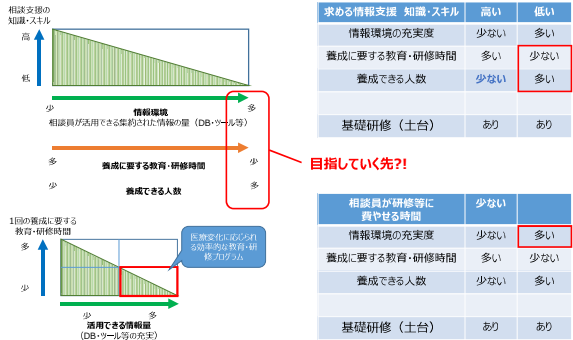 相談支援の
知識・スキル
高
低
少
多
情報環境
相談員が活用できる集約された情報の量（DB・ツール等）
多
少
養成に要する教育・研修時間
少
多
養成できる人数
目指していく先?!
1回の養成に要する
教育・研修時間
多
少
医療変化に応じられ
る効率的な教育・研
修プログラム
少
多
活用できる情報量
（DB・ツール等の充実）
求める情報支援 知識・スキル 高い 低い
情報環境の充実度 少ない 多い
養成に要する教育・研修時間 多い 少ない
養成できる人数 少ない 多い
基礎研修（土台） あり あり
相談員が研修等に
費やせる時間 少ない
情報環境の充実度 少ない 多い
養成に要する教育・研修時間 多い 少ない
養成できる人数 少ない 多い
基礎研修（土台） あり あり